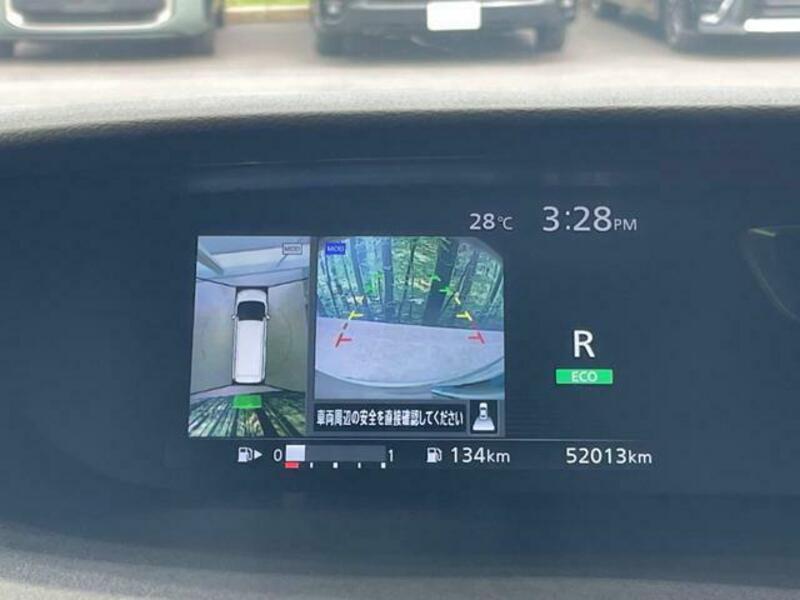 28℃ 3:28PM
MOD
MOD
R
ECO
車両周辺の安全を直接確認してください
0 1 134km 52013km